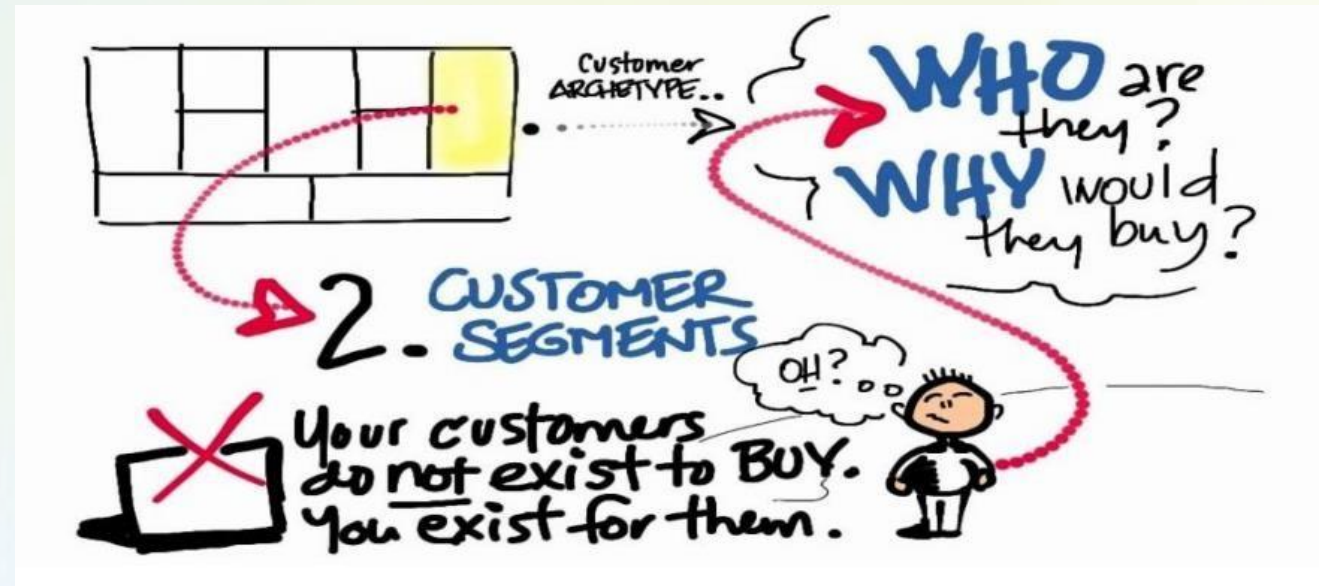 Customer
ARCHETYPE..
WHO are
they?
WHY would
they buy?
2. CUSTOMER
SEGMENTS
OH?
Your customers
do not exist to BUY.
You exist for them.